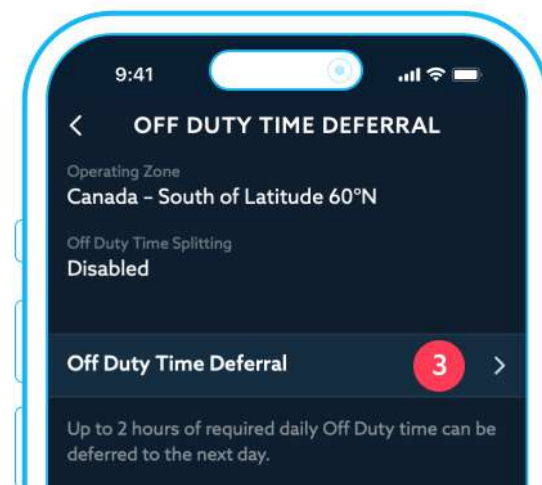 9:41
OFF DUTY TIME DEFERRAL
Operating Zone
Canada – South of Latitude 60°N
Off Duty Time Splitting
Disabled
Off Duty Time Deferral 3
Up to 2 hours of required daily Off Duty time can be
deferred to the next day.